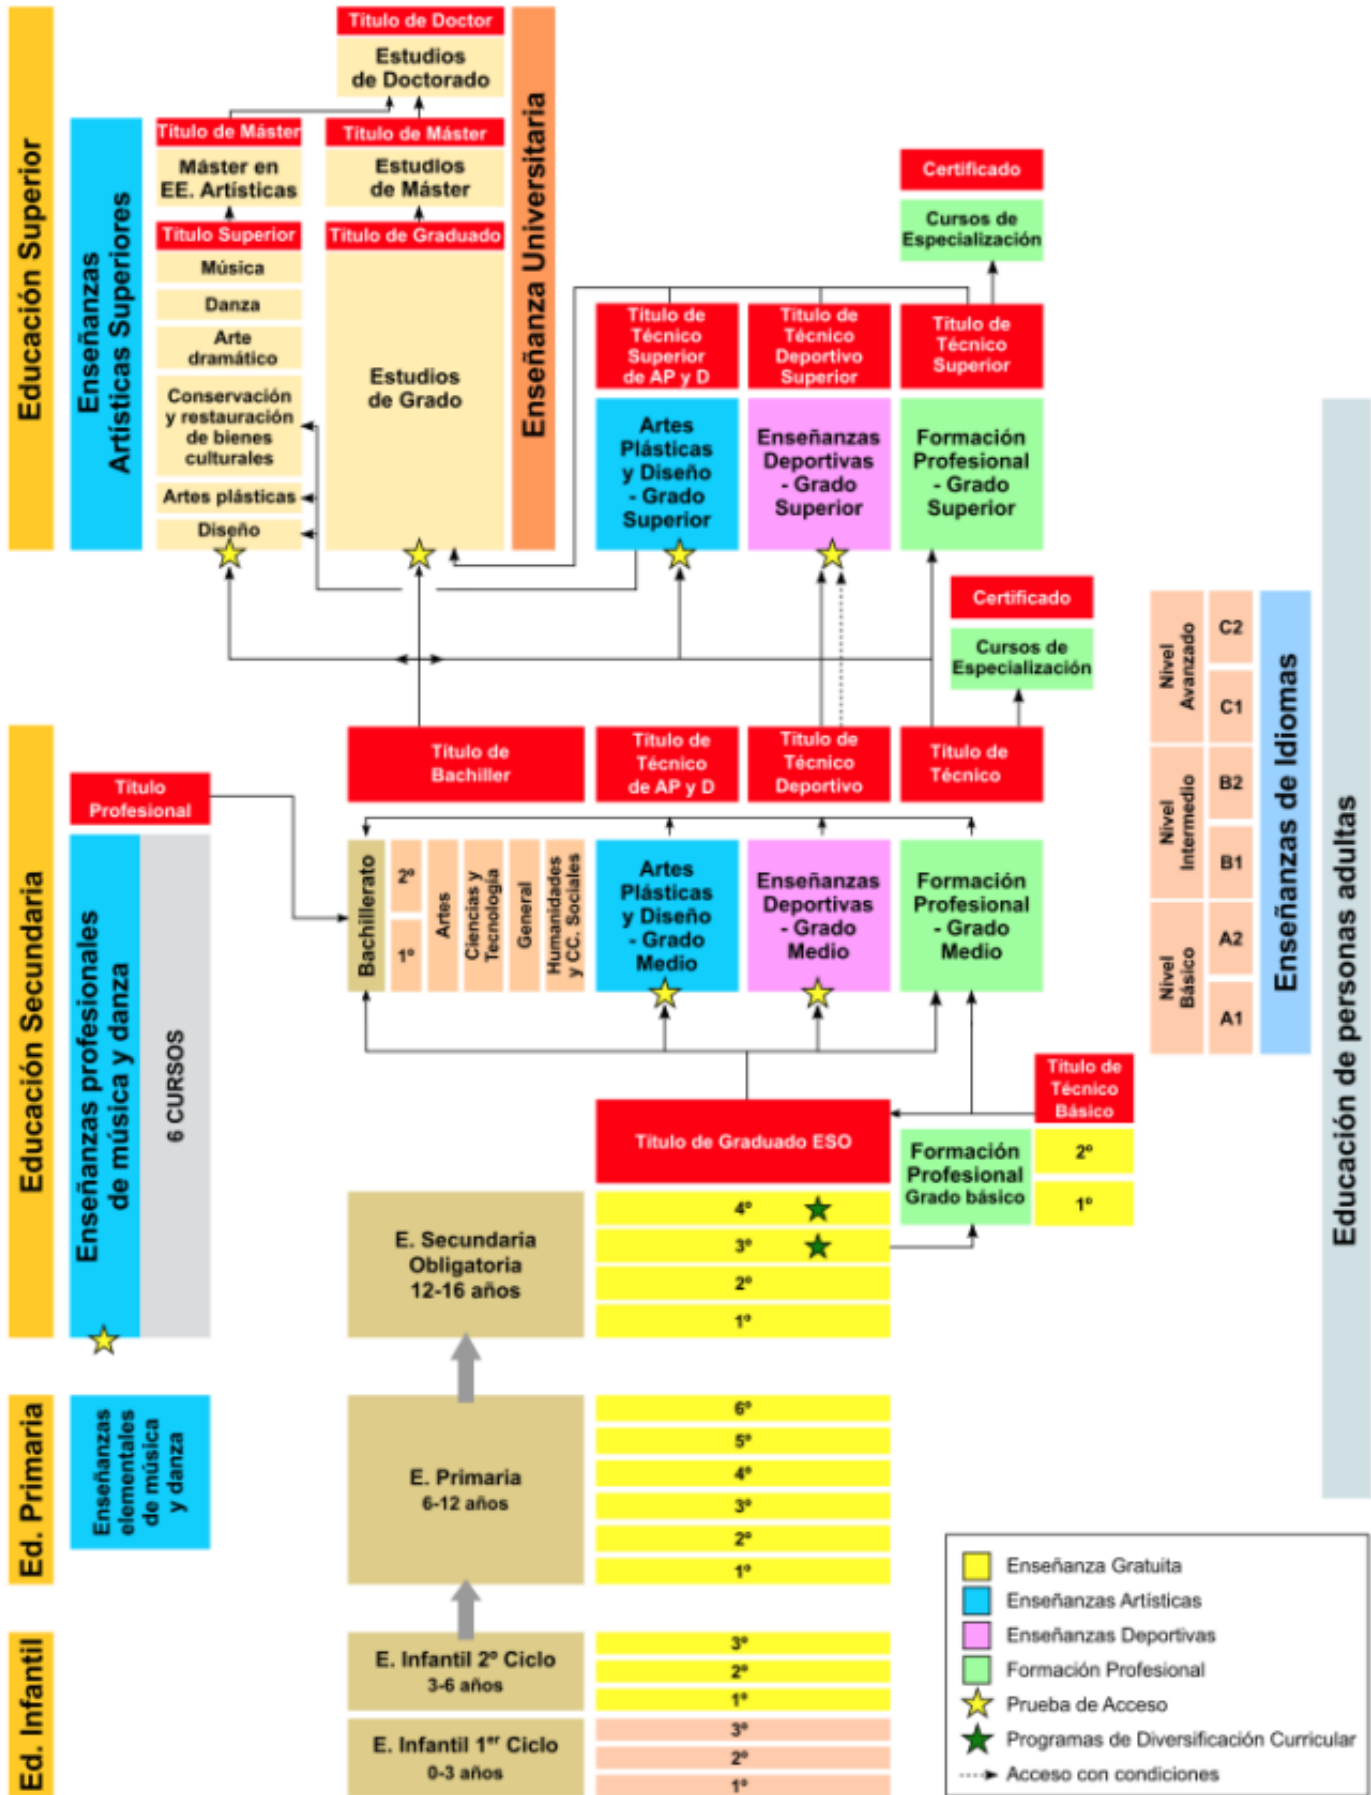 Educación Superior
Enseñanzas
Artísticas Superiores
Título de Doctor
Estudios
de Doctorado
Título de Máster
Máster en
EE. Artísticas
Título Superior
Música
Danza
Arte
dramático
Conservación
y restauración
de bienes
culturales
Artes plásticas
Diseño
Título de Máster
Estudios
de Máster
Título de Graduado
Estudios
de Grado
Enseñanza Universitaria
Título de
Técnico
Superior
de AP y D
Artes
Plásticas
y Diseño
- Grado
Superior
Título de
Técnico
Deportivo
Superior
Enseñanzas
Deportivas
- Grado
Superior
Certificado
Cursos de
Especialización
Título de
Técnico
Superior
Formación
Profesional
- Grado
Superior
Certificado
Cursos de
Especialización
Educación Secundaria
Título
Profesional
Enseñanzas profesionales
de música y danza
6 CURSOS
Título de
Bachiller
Bachillerato
2º
1º
Artes
Ciencias y
Tecnología
General
Humanidades
y CC. Sociales
Título de
Técnico
de AP y D
Artes
Plásticas
y Diseño
- Grado
Medio
Título de
Técnico
Deportivo
Enseñanzas
Deportivas
- Grado
Medio
Título de
Técnico
Formación
Profesional
- Grado
Medio
Título de Graduado ESO
Formación
Profesional
Grado básico
Título de
Técnico
Básico
2º
1º
E. Secundaria
Obligatoria
12-16 años
4º
3º
2º
1º
Nivel
Avanzado
C2
C1
Nivel
Intermedio
B2
B1
Nivel
Básico
A2
A1
Enseñanzas de Idiomas
Educación de personas adultas
Ed. Primaria
Enseñanzas
elementales
de música
y danza
E. Primaria
6-12 años
6º
5º
4º
3º
2º
1º
Ed. Infantil
E. Infantil 2º Ciclo
3-6 años
3º
2º
1º
E. Infantil 1er Ciclo
0-3 años
3º
2º
1º
Enseñanza Gratuita
Enseñanzas Artísticas
Enseñanzas Deportivas
Formación Profesional
Prueba de Acceso
Programas de Diversificación Curricular
Acceso con condiciones